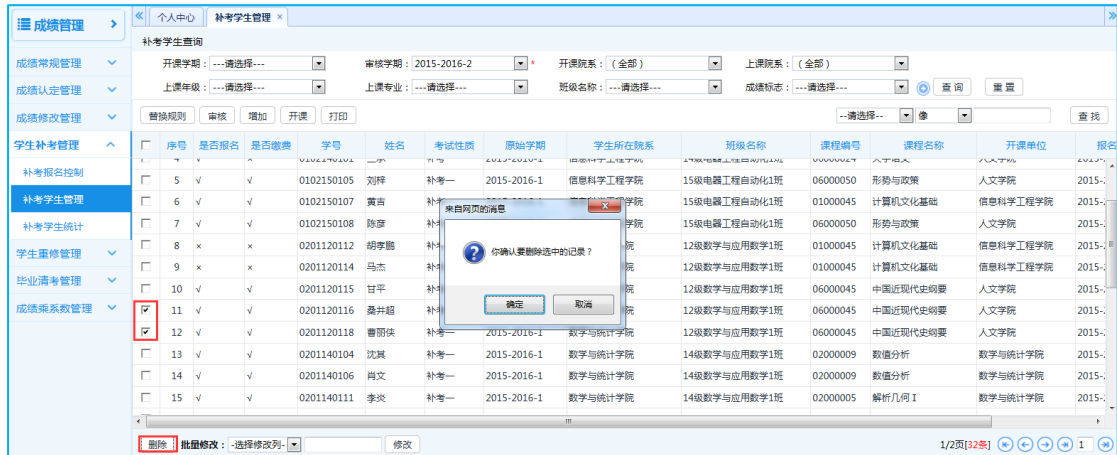 成绩管理
个人中心 补考学生管理 ×
补考学生查询
开课学期： ---请选择--- 审核学期： 2015-2016-2 * 开课院系： （全部） 上课院系： （全部）
上课年级： ---请选择--- 上课专业： ---请选择--- 班级名称： ---请选择--- 成绩标志： ---请选择--- 查 询 重 置
替换规则 审核 增加 开课 打印 --请选择-- 像 查 找
成绩常规管理
成绩认定管理
成绩修改管理
学生补考管理
补考报名控制
补考学生管理
补考学生统计
学生重修管理
毕业清考管理
成绩乘系数管理
序号 是否报名 是否缴费 学号 姓名 考试性质 原始学期 学生所在院系 班级名称 课程编号 课程名称 开课单位 报名
5 √ √ 0102150105 刘梓 补考一 2015-2016-1 信息科学工程学院 15级电器工程自动化1班 06000050 形势与政策 人文学院 2015-
6 √ √ 0102150107 黄吉 补考 15级电器工程自动化1班 01000045 计算机文化基础 信息科学工程学院 2015-
7 √ √ 0102150108 陈彦 补考 学院 15级电器工程自动化1班 06000050 形势与政策 人文学院 2015-
8 × × 0201120112 胡李鹏 补考 院 12级数学与应用数学1班 01000045 计算机文化基础 信息科学工程学院 2015-
9 × × 0201120114 马杰 补考 院 12级数学与应用数学1班 01000045 计算机文化基础 信息科学工程学院 2015-
10 √ √ 0201120115 甘平 补考 院 12级数学与应用数学1班 06000045 中国近现代史纲要 人文学院 2015-
11 √ √ 0201120116 桑井超 补考 院 12级数学与应用数学1班 06000045 中国近现代史纲要 人文学院 2015-
12 √ √ 0201120118 曹丽侠 补考一 2015-2016-1 数学与统计学院 12级数学与应用数学1班 06000045 中国近现代史纲要 人文学院 2015-
13 √ √ 0201140104 沈其 补考一 2015-2016-1 数学与统计学院 14级数学与应用数学1班 02000009 数值分析 数学与统计学院 2015-
14 √ √ 0201140106 肖文 补考一 2015-2016-1 数学与统计学院 14级数学与应用数学1班 02000009 数值分析 数学与统计学院 2015-
15 √ √ 0201140111 李炎 补考一 2015-2016-1 数学与统计学院 14级数学与应用数学1班 02000005 解析几何 I 数学与统计学院 2015-
来自网页的消息
你确认要删除选中的记录？
确定 取消
删除 批量修改： -选择修改列- 修改 1/2页[32条] 1